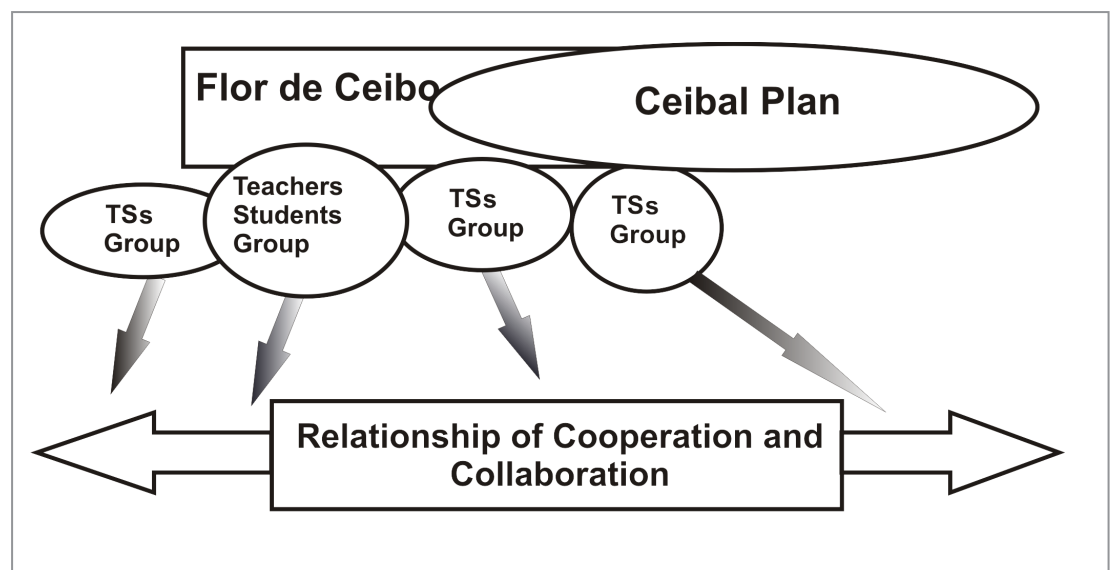 Flor de Ceibo
Ceibal Plan
TSs
Group
Teachers
Students
Group
TSs
Group
TSs
Group
Relationship of Cooperation and
Collaboration